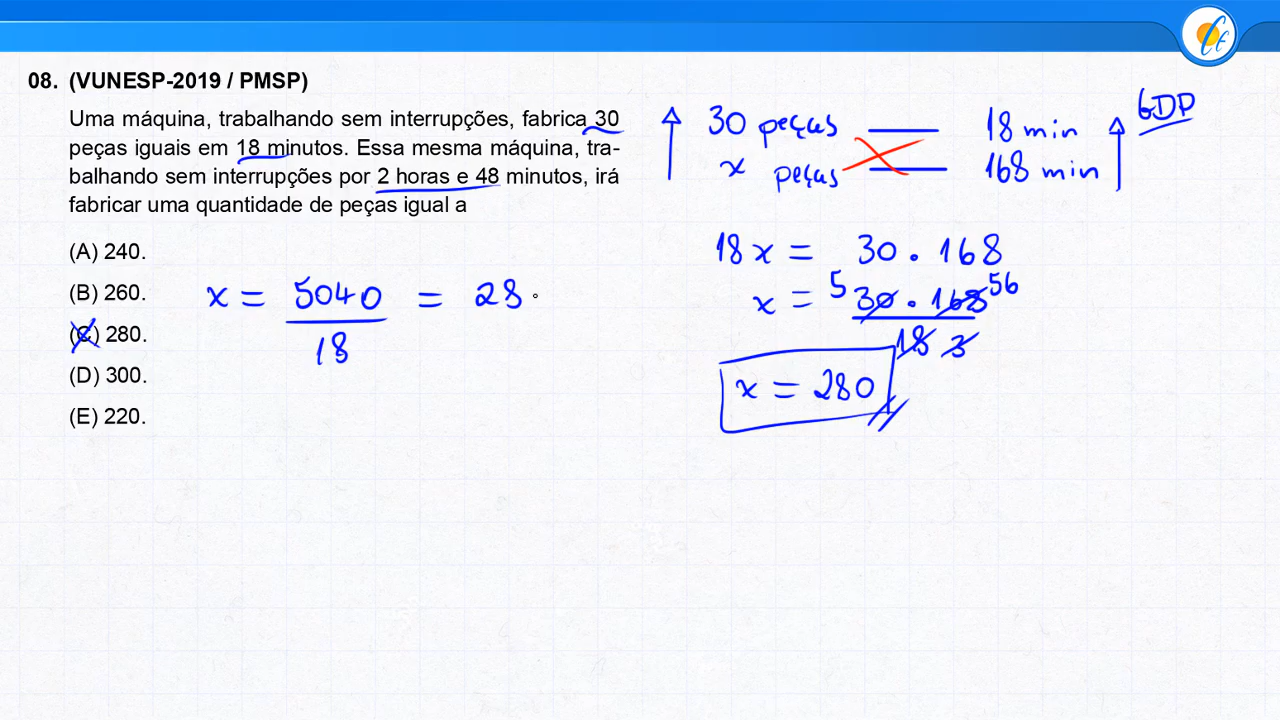 08. (VUNESP-2019 / PMSP)
Uma máquina, trabalhando sem interrupções, fabrica 30
peças iguais em 18 minutos. Essa mesma máquina, tra-
balhando sem interrupções por 2 horas e 48 minutos, irá
fabricar uma quantidade de peças igual a
(A) 240.
(B) 260.
(C) 280.
(D) 300.
(E) 220.
x = 5040 = 28
18
30 peças 18 min
x peças 168 min
GDP
18x = 30 . 168
x = 5 30 . 168 56
18 3
x = 280